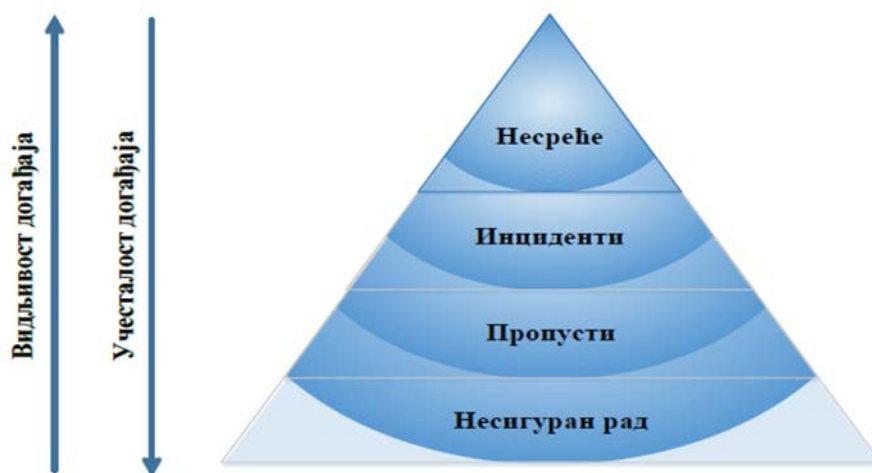 Видљивост догађаја
Учесталост догађаја
Несреће
Инциденти
Пропусти
Несигуран рад